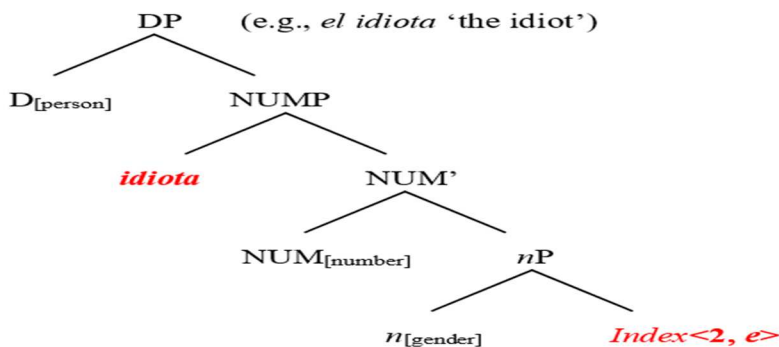 DP (e.g., el idiota ‘the idiot’)
D[person] NUMP
idiota NUM’
NUM[number] nP
n[gender] Index<2, e>